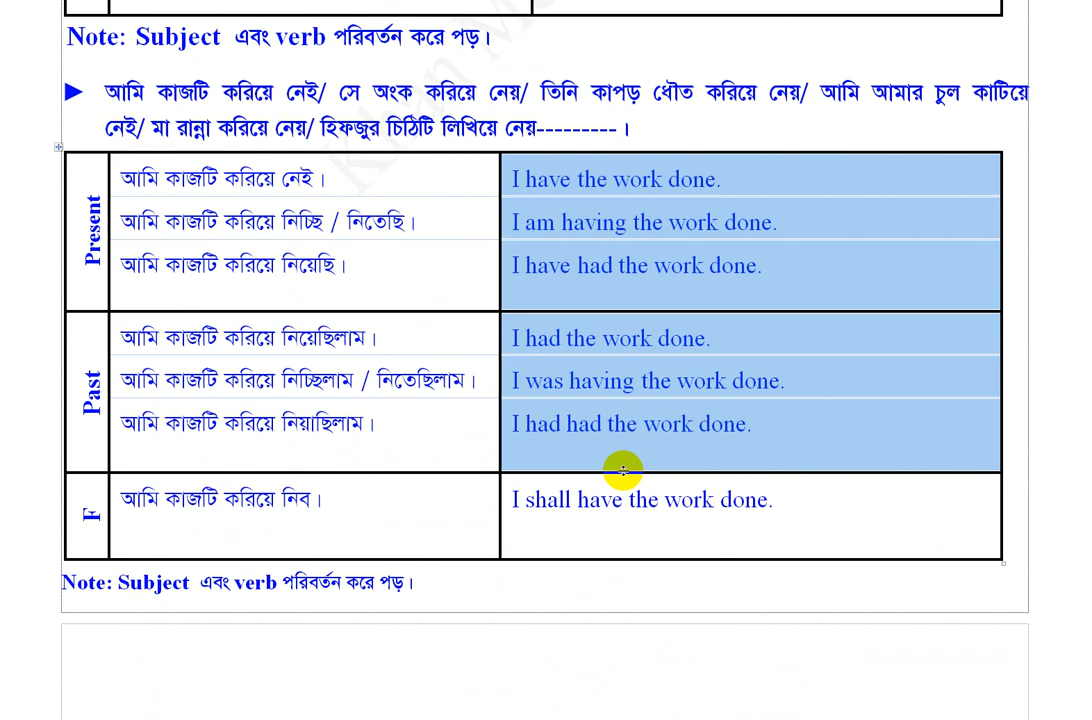 Note: Subject এবং verb পরিবর্তন করে পড়।
► আমি কাজটি করিয়ে নেই/ সে অংক করিয়ে নেয়/ তিনি কাপড় ধৌত করিয়ে নেয়/ আমি আমার চুল কাটিয়ে
নেই/ মা রান্না করিয়ে নেয়/ হিফজুর চিঠিটি লিখিয়ে নেয়---------।
Present
আমি কাজটি করিয়ে নেই। I have the work done.
আমি কাজটি করিয়ে নিচ্ছি / নিতেছি। I am having the work done.
আমি কাজটি করিয়ে নিয়েছি। I have had the work done.
Past
আমি কাজটি করিয়ে নিয়েছিলাম। I had the work done.
আমি কাজটি করিয়ে নিচ্ছিলাম / নিতেছিলাম। I was having the work done.
আমি কাজটি করিয়ে নিয়াছিলাম। I had had the work done.
F
আমি কাজটি করিয়ে নিব। I shall have the work done.
Note: Subject এবং verb পরিবর্তন করে পড়।